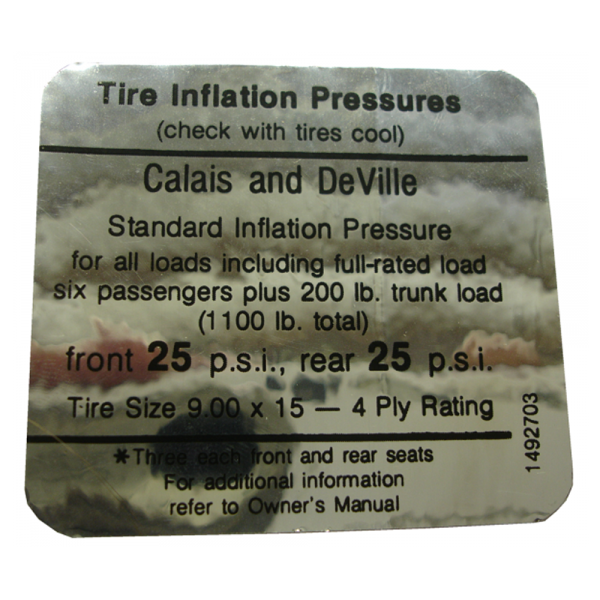 Tire Inflation Pressures
(check with tires cool)
Calais and DeVille
Standard Inflation Pressure
for all loads including full-rated load
six passengers plus 200 lb. trunk load
(1100 lb. total)
front 25 p.s.i., rear 25 p.s.i.
Tire Size 9.00 x 15 — 4 Ply Rating
*Three each front and rear seats
For additional information
refer to Owner's Manual
1492703